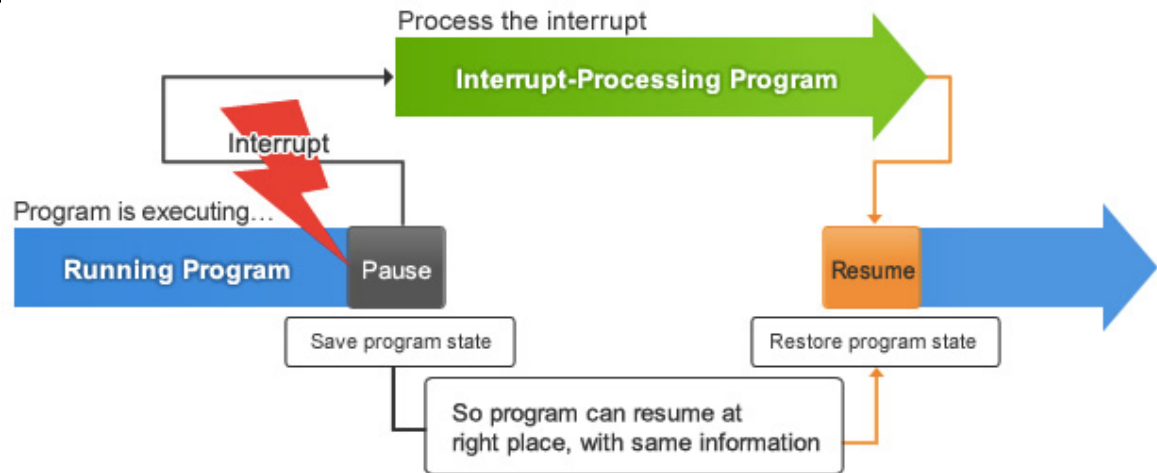 Process the interrupt
Interrupt-Processing Program
Interrupt
Program is executing...
Running Program
Pause
Resume
Save program state
Restore program state
So program can resume at
right place, with same information